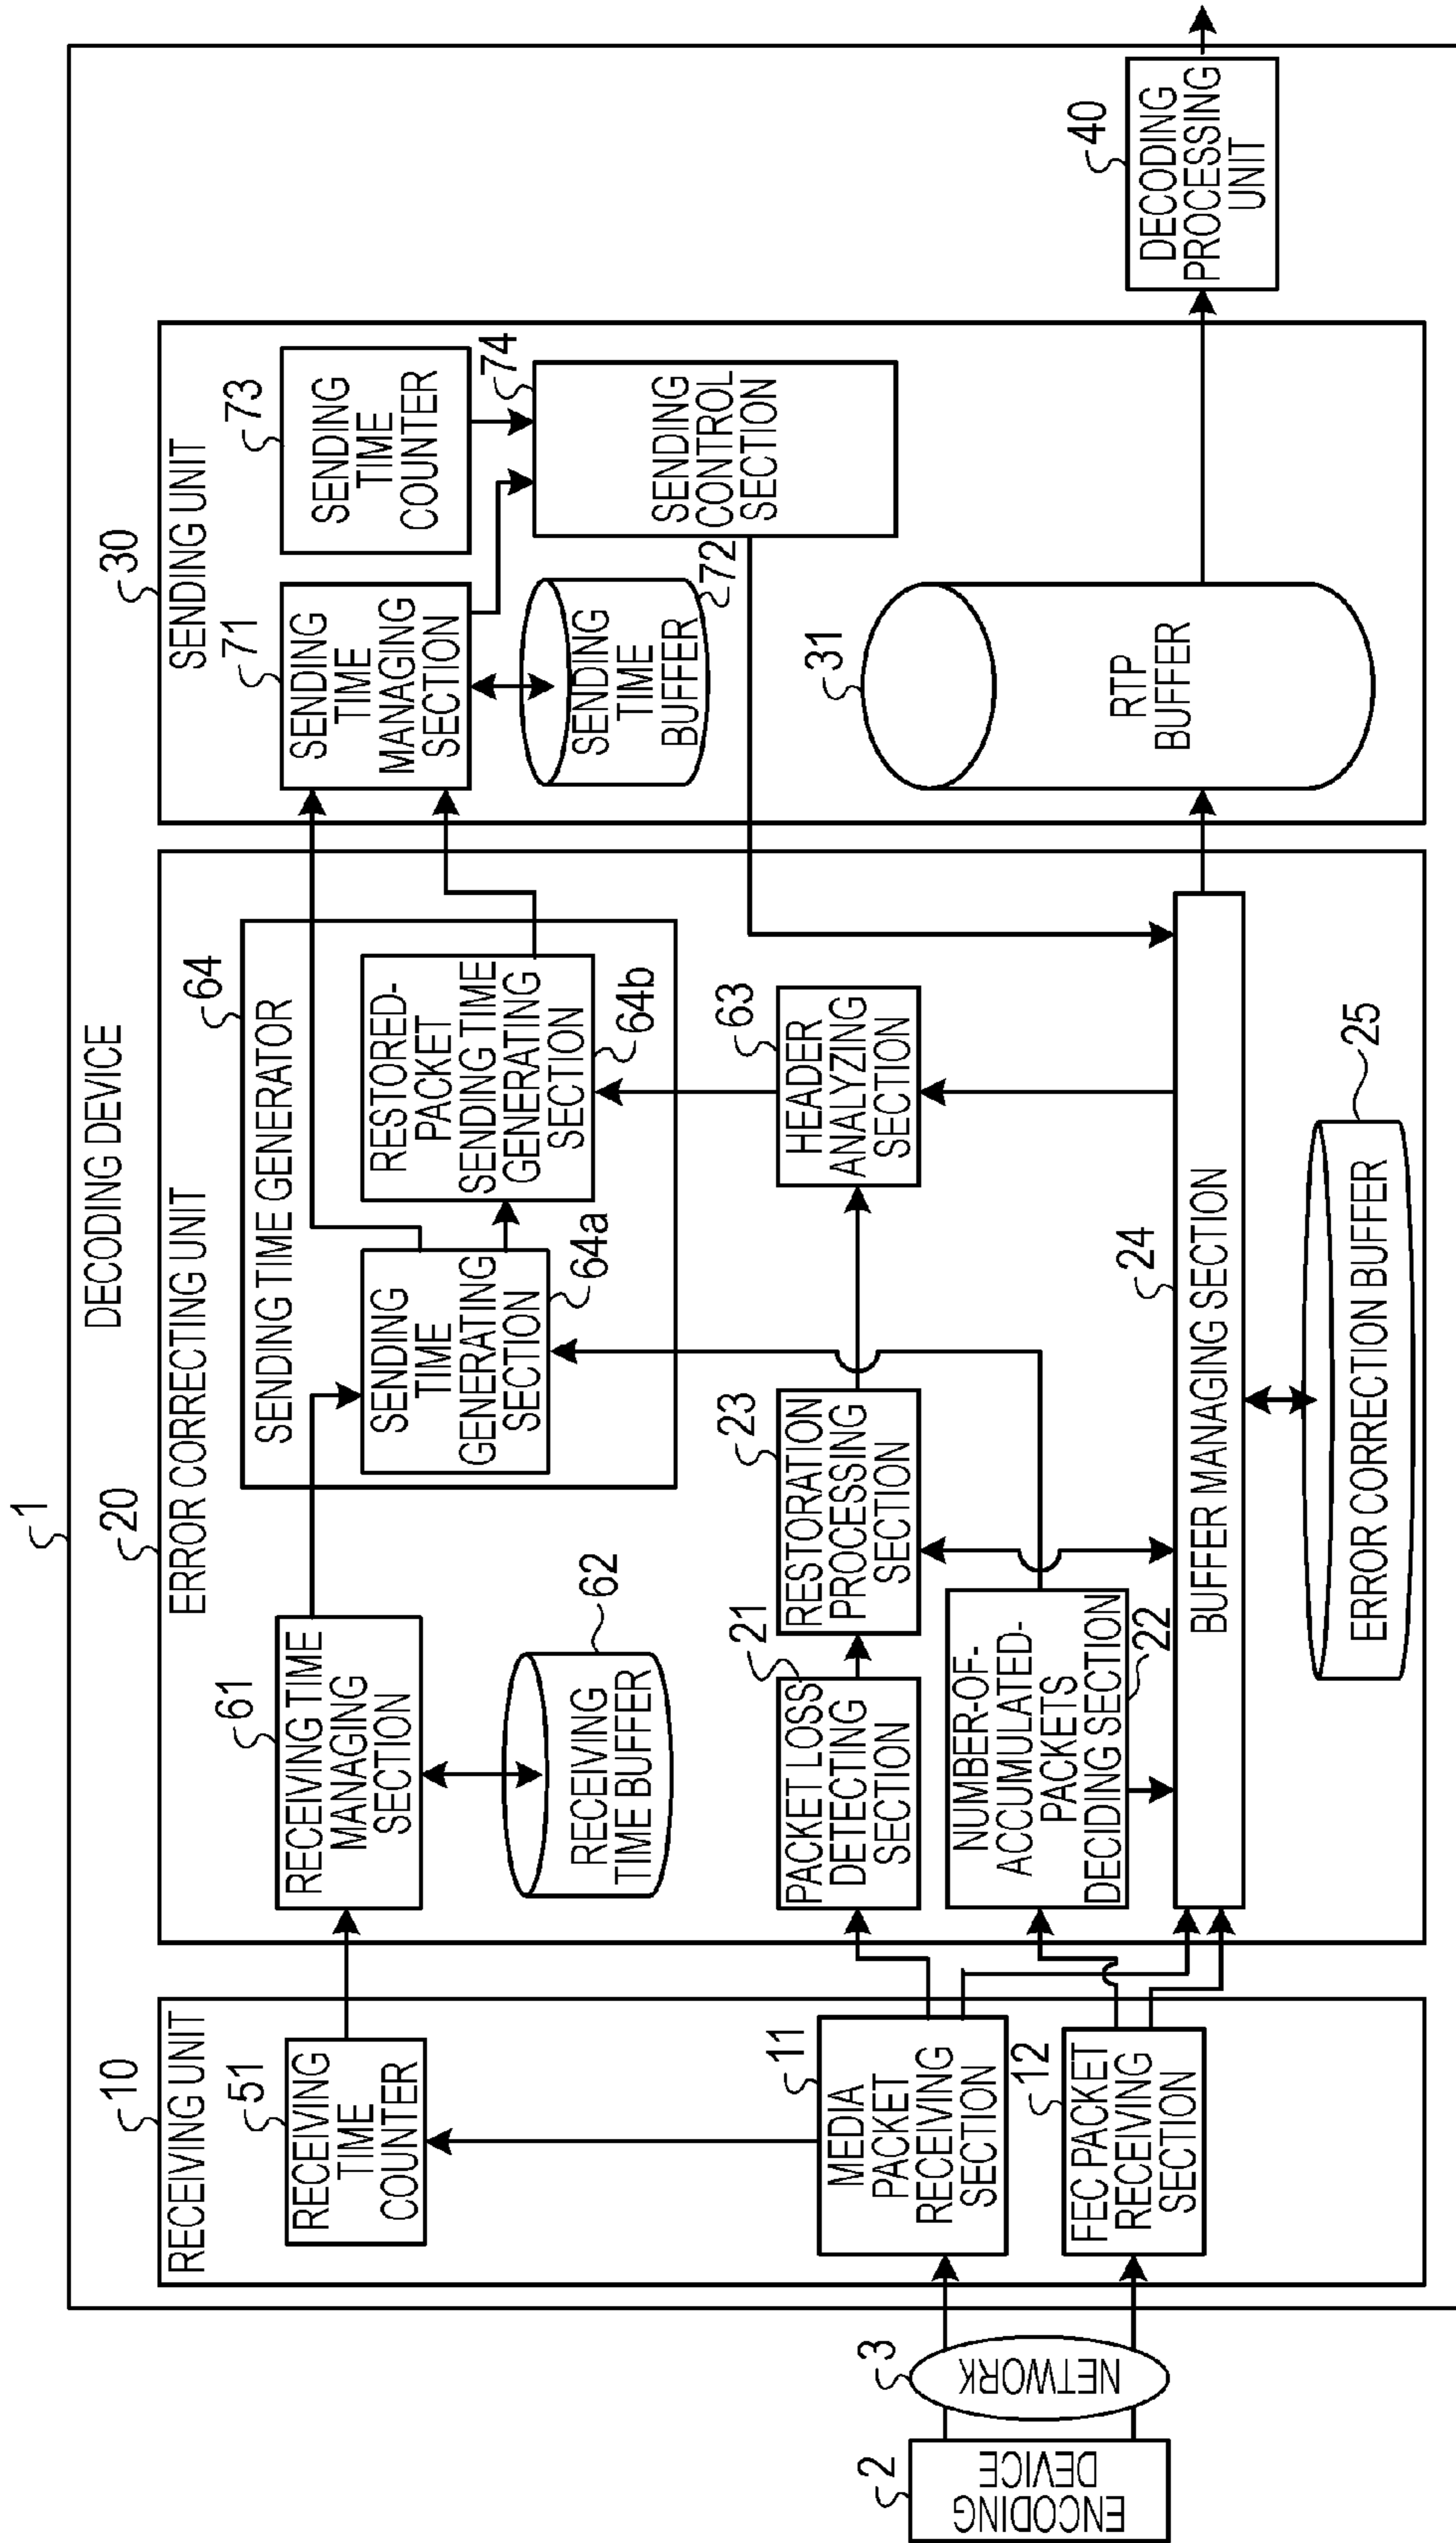 1
DECODING DEVICE
10
RECEIVING UNIT
51
RECEIVING
TIME
COUNTER
11
MEDIA
PACKET
RECEIVING
SECTION
12
FEC PACKET
RECEIVING
SECTION
2
ENCODING
DEVICE
3
NETWORK
20
ERROR CORRECTING UNIT
61
RECEIVING TIME
MANAGING
SECTION
62
RECEIVING
TIME BUFFER
64
SENDING TIME GENERATOR
SENDING
TIME
GENERATING
SECTION
64a
RESTORED-
PACKET
SENDING TIME
GENERATING
SECTION
64b
21
PACKET LOSS
DETECTING
SECTION
23
RESTORATION
PROCESSING
SECTION
63
HEADER
ANALYZING
SECTION
NUMBER-OF-
ACCUMULATED-
PACKETS
DECIDING SECTION
22
24
BUFFER MANAGING SECTION
25
ERROR CORRECTION BUFFER
30
SENDING UNIT
71
SENDING
TIME
MANAGING
SECTION
73
SENDING
TIME
COUNTER
SENDING
TIME
BUFFER
72
74
SENDING
CONTROL
SECTION
31
RTP
BUFFER
40
DECODING
PROCESSING
UNIT